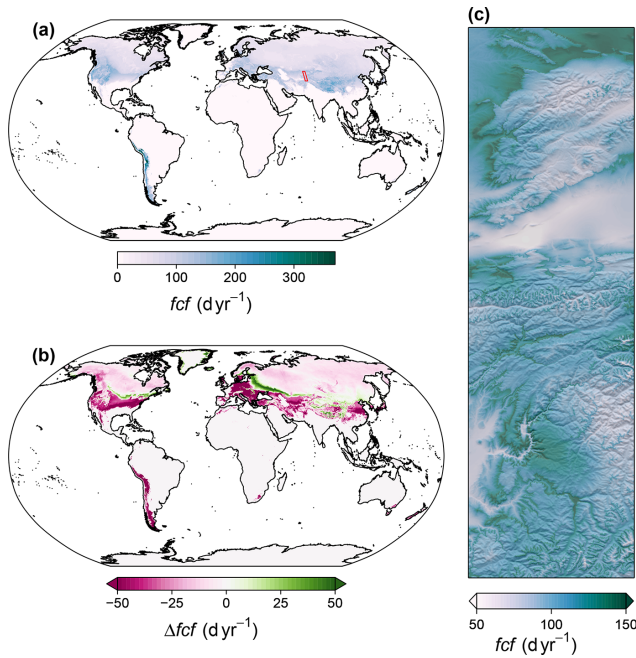 (a)
0 100 200 300
fcf (d yr⁻¹)
(b)
−50 −25 0 25 50
Δfcf (d yr⁻¹)
(c)
50 100 150
fcf (d yr⁻¹)